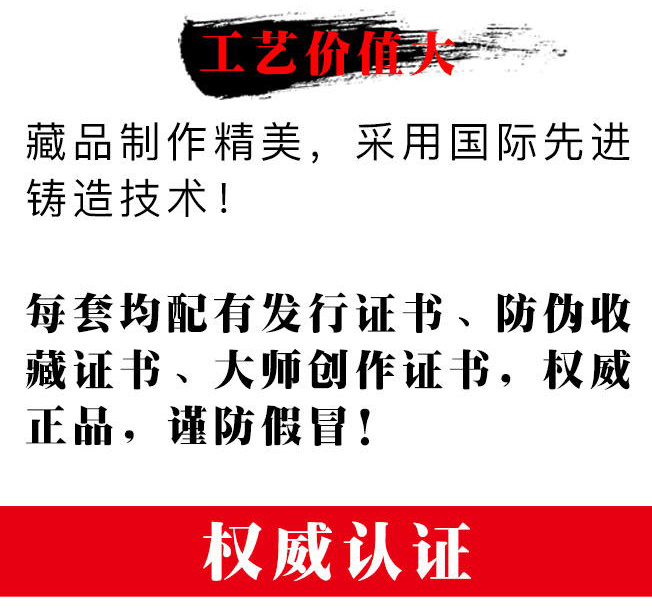 工艺价值大
藏品制作精美，采用国际先进
铸造技术！
每套均配有发行证书、防伪收
藏证书、大师创作证书，权威
正品，谨防假冒！
权威认证